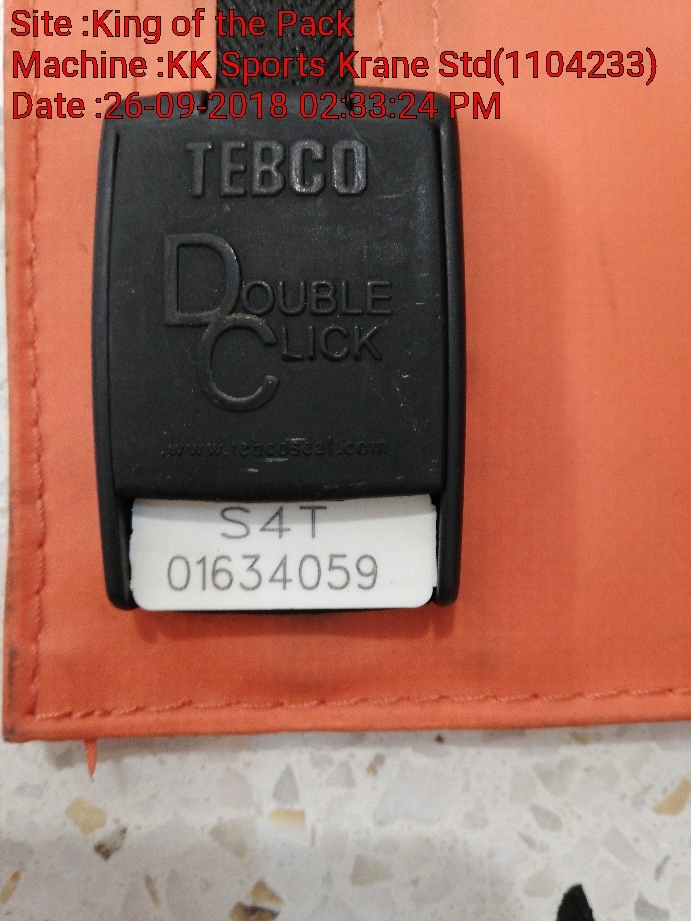 Site :King of the Pack
Machine :KK Sports Krane Std(1104233)
Date :26-09-2018 02:33:24 PM
TEBCO
DOUBLE
CLICK
www.tebcoseal.com
S4T
01634059